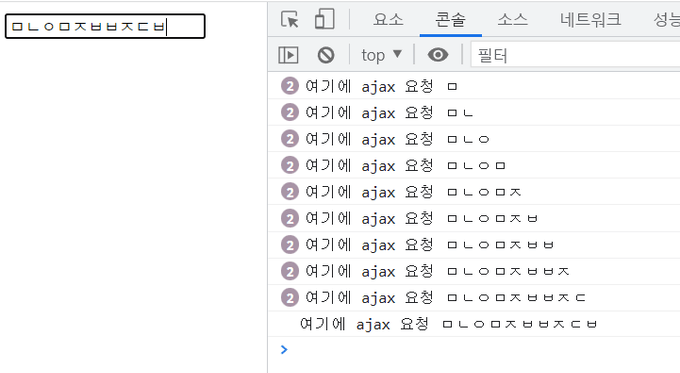 ㅁㄴㅇㅁㅈㅂㅂㅈㄷㅂ
요소 콘솔 소스 네트워크 성능
top ▼ 필터
2 여기에 ajax 요청 ㅁ
2 여기에 ajax 요청 ㅁㄴ
2 여기에 ajax 요청 ㅁㄴㅇ
2 여기에 ajax 요청 ㅁㄴㅇㅁ
2 여기에 ajax 요청 ㅁㄴㅇㅁㅈ
2 여기에 ajax 요청 ㅁㄴㅇㅁㅈㅂ
2 여기에 ajax 요청 ㅁㄴㅇㅁㅈㅂㅂ
2 여기에 ajax 요청 ㅁㄴㅇㅁㅈㅂㅂㅈ
2 여기에 ajax 요청 ㅁㄴㅇㅁㅈㅂㅂㅈㄷ
여기에 ajax 요청 ㅁㄴㅇㅁㅈㅂㅂㅈㄷㅂ